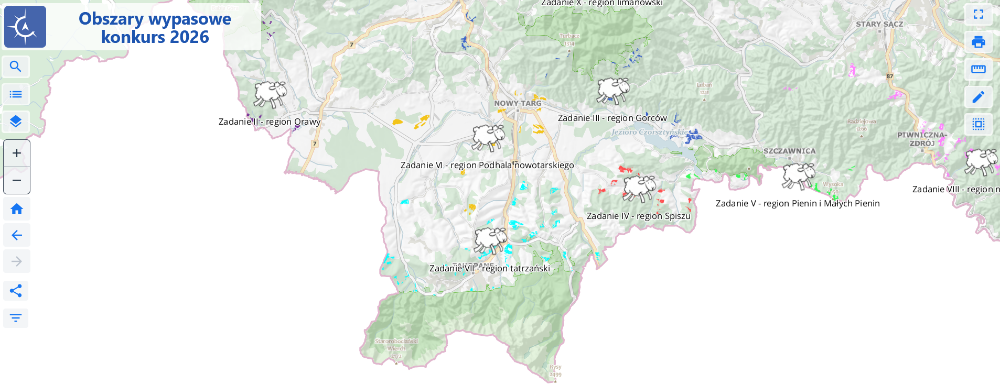 Obszary wypasowe
konkurs 2026
Zadanie X - region limanowski
STARY SĄCZ
Turbacz
1314
7
87
Lubań
1211
NOWY TARG
Zadanie II - region Orawy
Zadanie III - region Gorców
Radziejowa
1266
Jezioro Czorsztyńskie
PIWNICZNA-
ZDRÓJ
7
SZCZAWNICA
Zadanie VI - region Podhala nowotarskiego
Wysoka
Zadanie VIII - region n
Zadanie V - region Pienin i Małych Pienin
Zadanie IV - region Spiszu
ZAKOPANE
Zadanie VII - region tatrzański
Starorobociański
Wierch
2172
Rysy
2499